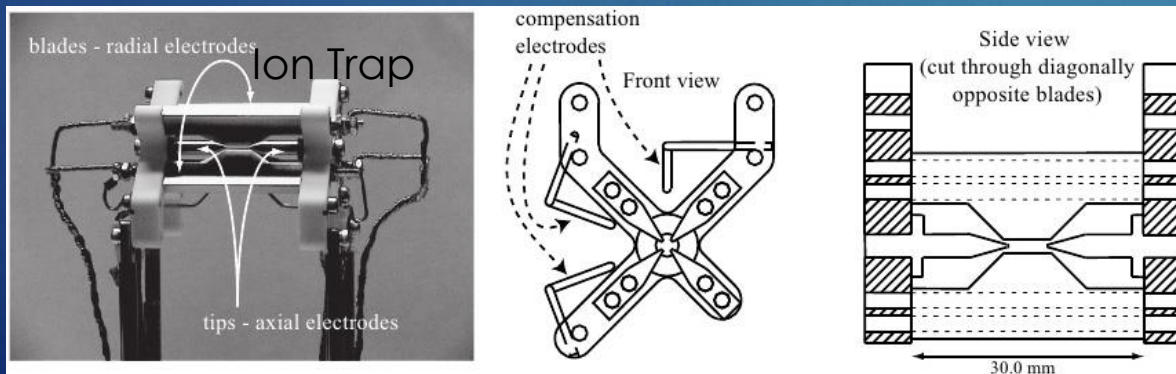 blades - radial electrodes
Ion Trap
tips - axial electrodes
compensation
electrodes
Front view
Side view
(cut through diagonally
opposite blades)
30.0 mm